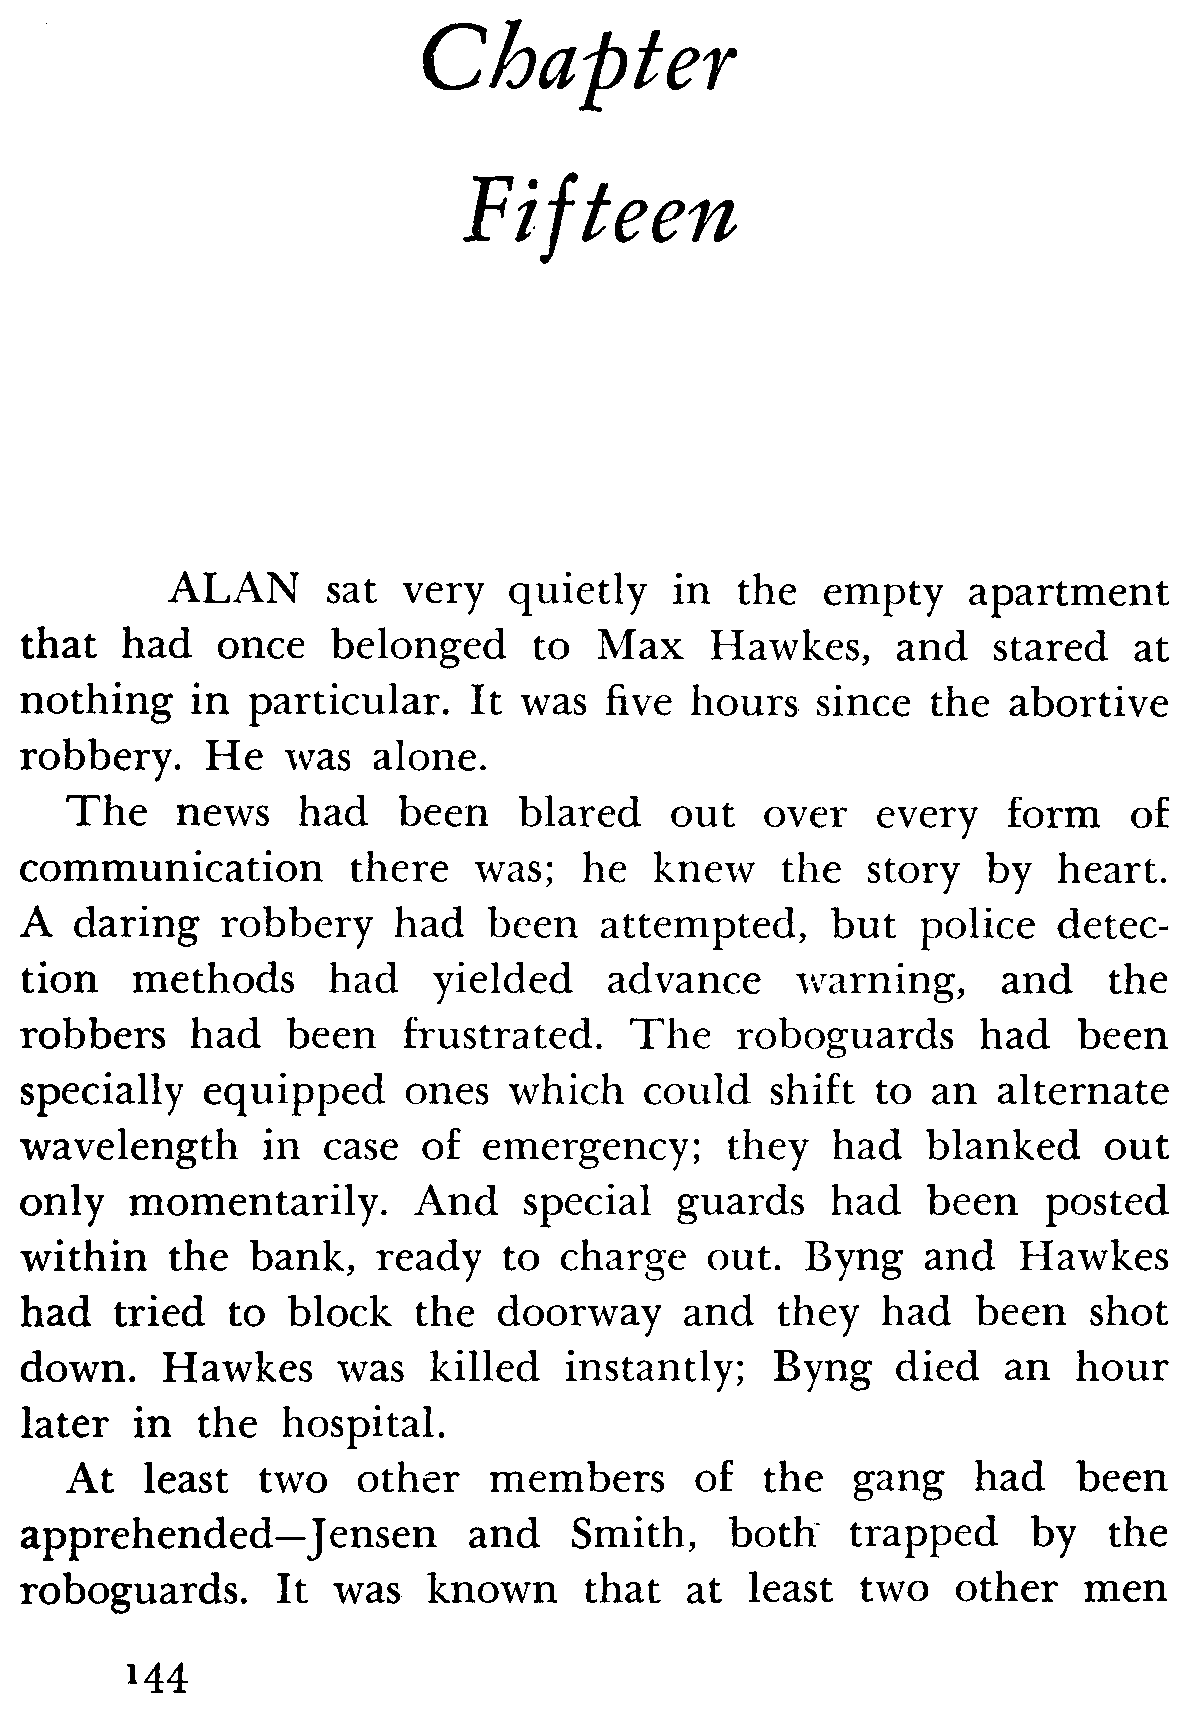 Chapter
Fifteen
ALAN sat very quietly in the empty apartment
that had once belonged to Max Hawkes, and stared at
nothing in particular. It was five hours since the abortive
robbery. He was alone.
The news had been blared out over every form of
communication there was; he knew the story by heart.
A daring robbery had been attempted, but police detec-
tion methods had yielded advance warning, and the
robbers had been frustrated. The roboguards had been
specially equipped ones which could shift to an alternate
wavelength in case of emergency; they had blanked out
only momentarily. And special guards had been posted
within the bank, ready to charge out. Byng and Hawkes
had tried to block the doorway and they had been shot
down. Hawkes was killed instantly; Byng died an hour
later in the hospital.
At least two other members of the gang had been
apprehended—Jensen and Smith, both trapped by the
roboguards. It was known that at least two other men
144